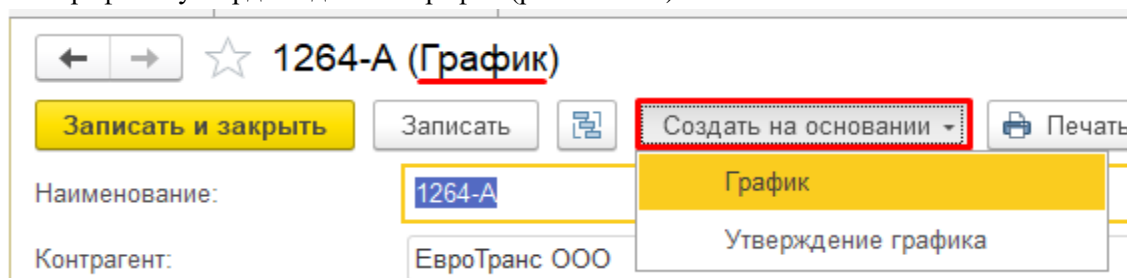 1264-А (График)
Записать и закрыть Записать Создать на основании Печать
График
Наименование: 1264-А
Утверждение графика
Контрагент: ЕвроТранс ООО